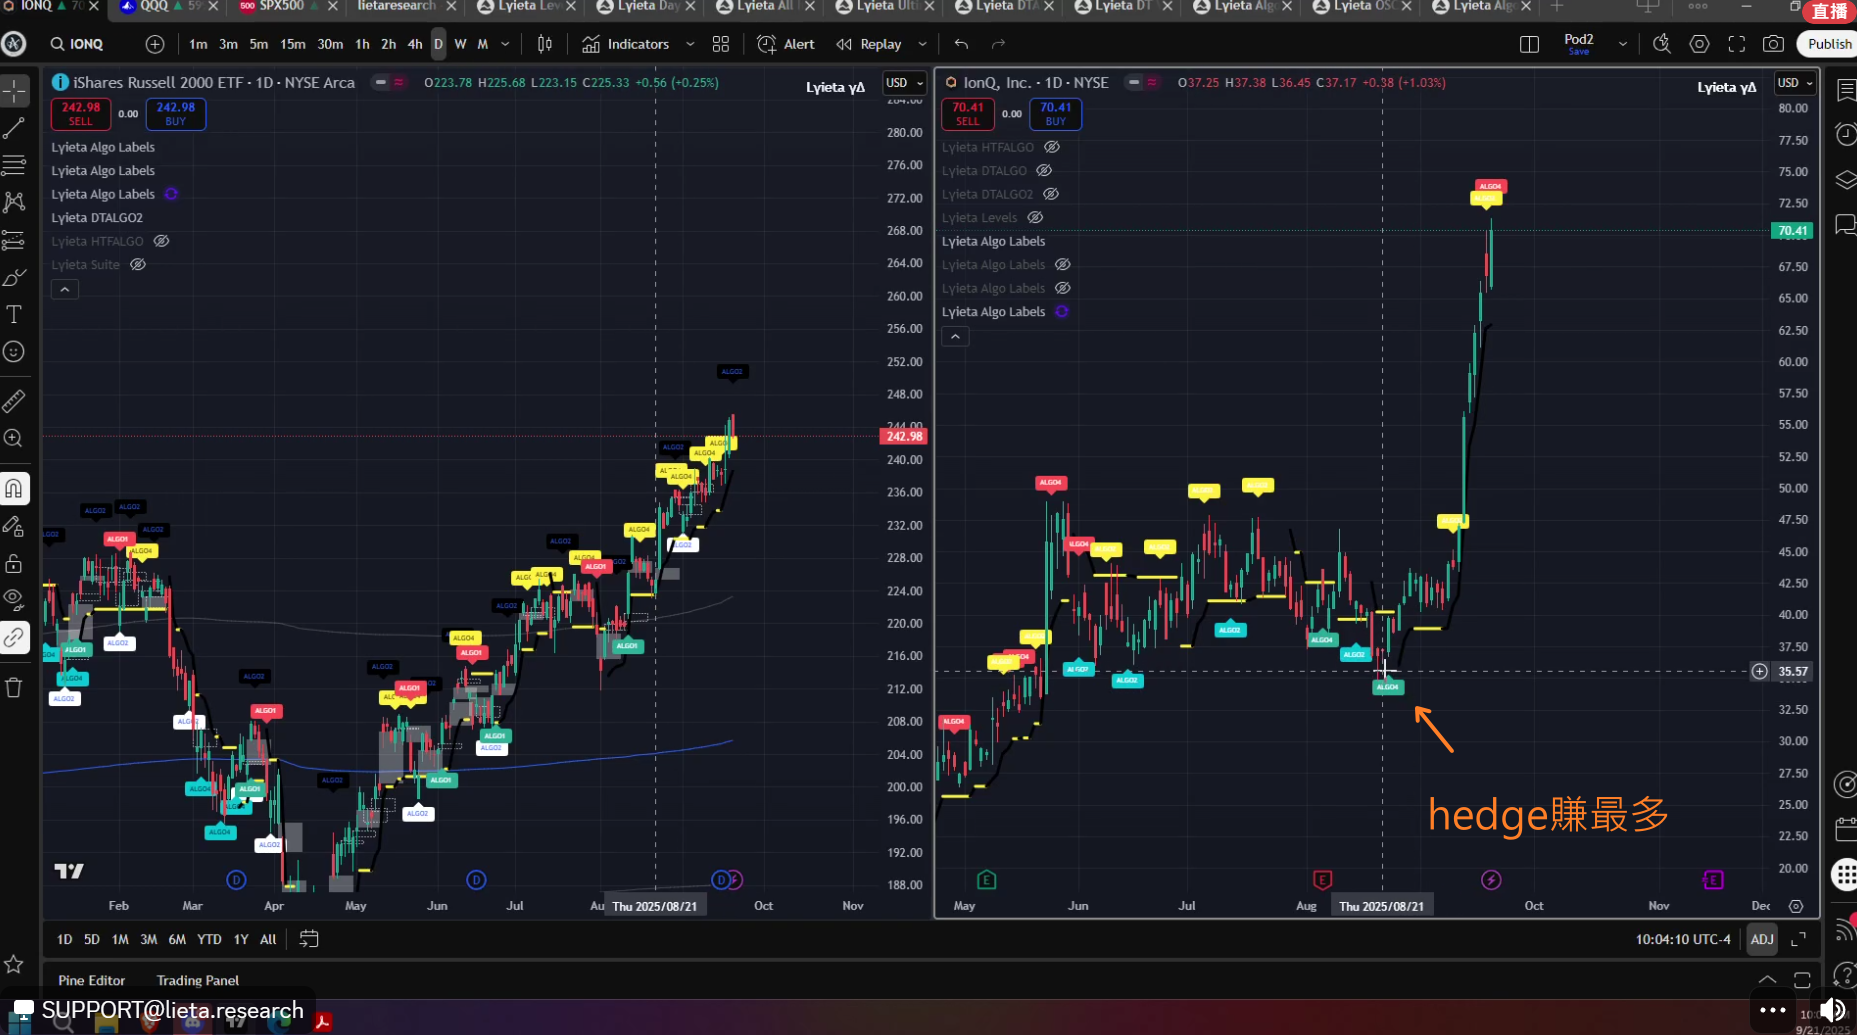 IONQ ▲ 70
QQQ ▲ 59
SPX500 ▲
lietaresearch
Lyieta Lev
Lyieta Day
Lyieta All
Lyieta Ulti
Lyieta DTA
Lyieta DT
Lyieta Algo
Lyieta OSC
Lyieta Algo
直播
IONQ
1m 3m 5m 15m 30m 1h 2h 4h D W M
Indicators
Alert
Replay
Pod2
Save
Publish
iShares Russell 2000 ETF · 1D · NYSE Arca
O223.78 H225.68 L223.15 C225.33 +0.56 (+0.25%)
Lyieta γΔ
USD
242.98
SELL
0.00
242.98
BUY
Lyieta Algo Labels
Lyieta Algo Labels
Lyieta Algo Labels
Lyieta DTALGO2
Lyieta HTFALGO
Lyieta Suite
284.00
280.00
276.00
272.00
268.00
264.00
260.00
256.00
252.00
248.00
244.00
242.98
240.00
236.00
232.00
228.00
224.00
220.00
216.00
212.00
208.00
204.00
200.00
196.00
192.00
188.00
Feb Mar Apr May Jun Jul Au Thu 2025/08/21 Oct Nov
IonQ, Inc. · 1D · NYSE
O37.25 H37.38 L36.45 C37.17 +0.38 (+1.03%)
Lyieta γΔ
USD
70.41
SELL
0.00
70.41
BUY
Lyieta HTFALGO
Lyieta DTALGO
Lyieta DTALGO2
Lyieta Levels
Lyieta Algo Labels
Lyieta Algo Labels
Lyieta Algo Labels
Lyieta Algo Labels
80.00
77.50
75.00
72.50
70.41
67.50
65.00
62.50
60.00
57.50
55.00
52.50
50.00
47.50
45.00
42.50
40.00
37.50
35.57
32.50
30.00
27.50
25.00
22.50
20.00
ALGO4
hedge賺最多
May Jun Jul Aug Thu 2025/08/21 Oct Nov Dec
1D 5D 1M 3M 6M YTD 1Y All
10:04:10 UTC-4
ADJ
Pine Editor
Trading Panel
SUPPORT@lieta.research